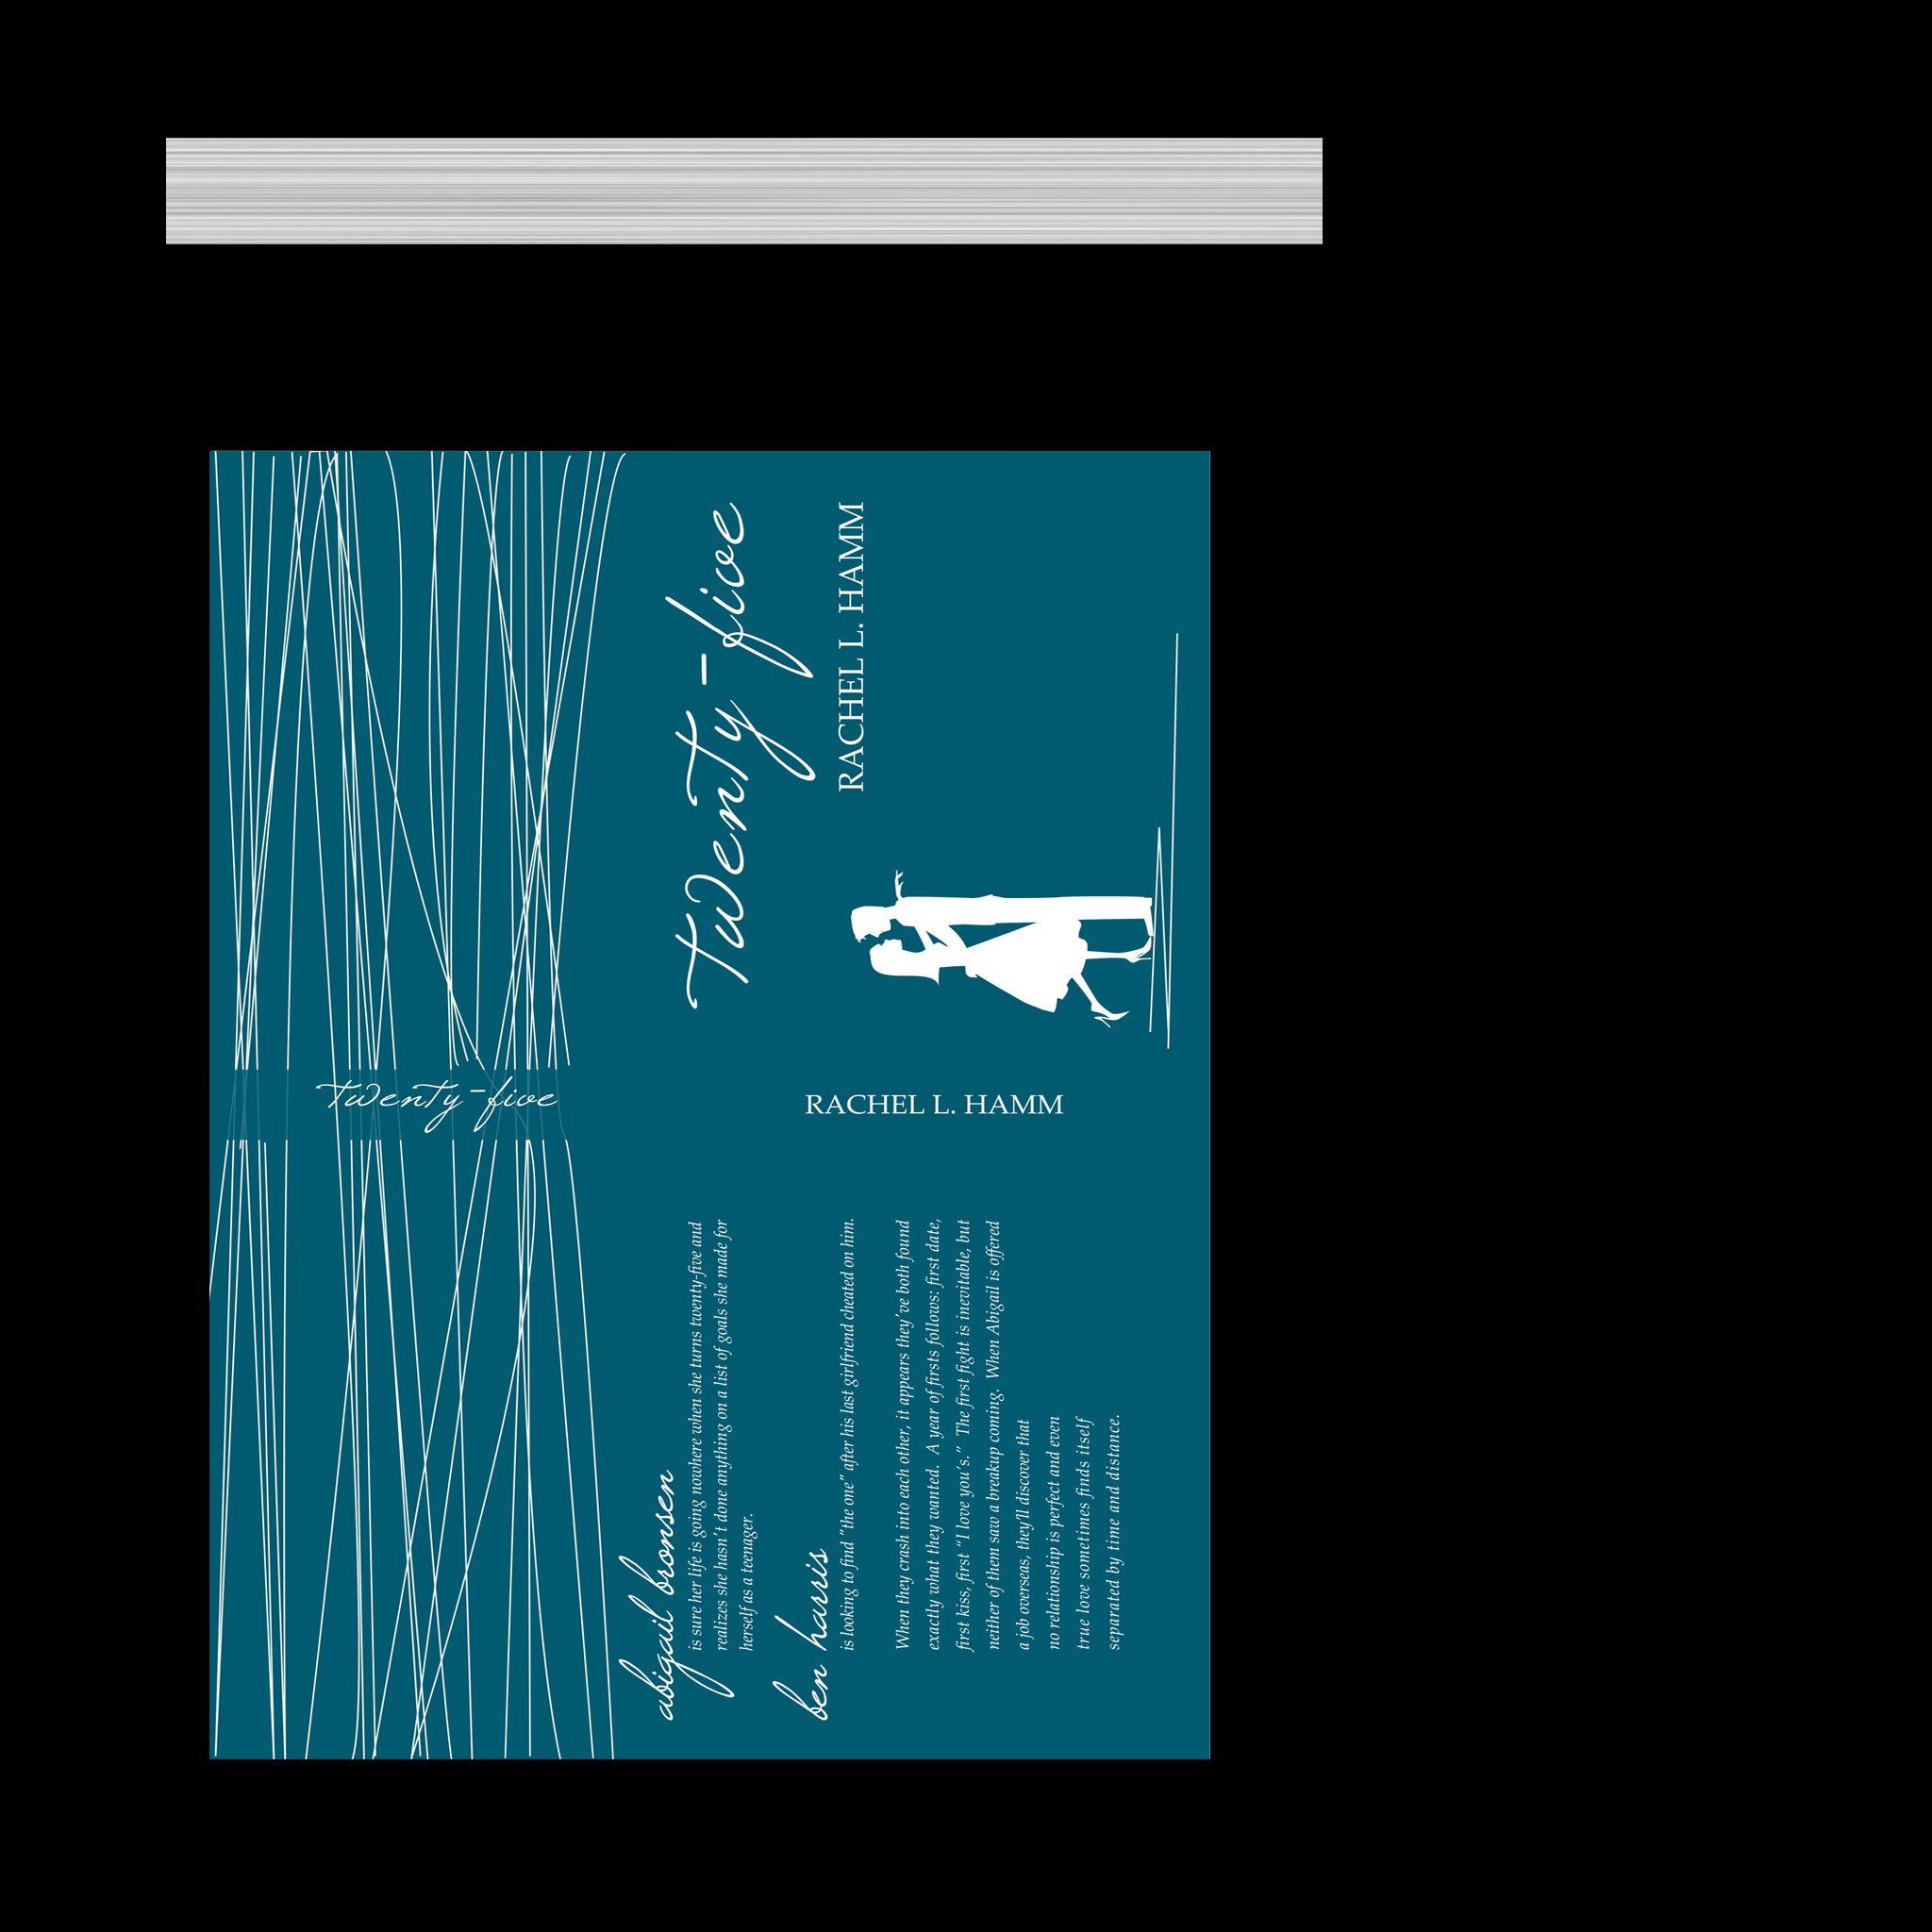 Twenty-five
RACHEL L. HAMM
Twenty-five
RACHEL L. HAMM
abigail bronsen
is sure her life is going nowhere when she turns twenty-five and
realizes she hasn't done anything on a list of goals she made for
herself as a teenager.
ben harris
is looking to find "the one" after his last girlfriend cheated on him.
When they crash into each other, it appears they've both found
exactly what they wanted. A year of firsts follows: first date,
first kiss, first “I love you's.” The first fight is inevitable, but
neither of them saw a breakup coming. When Abigail is offered
a job overseas, they'll discover that
no relationship is perfect and even
true love sometimes finds itself
separated by time and distance.